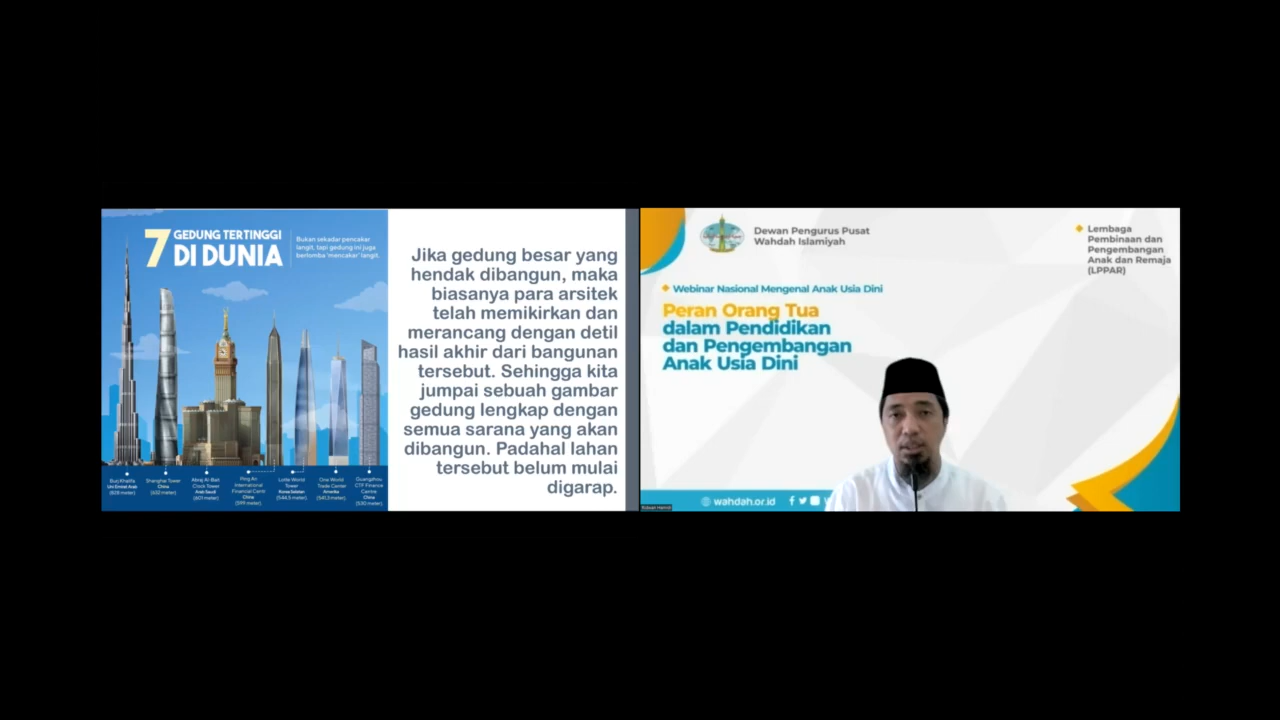 7 GEDUNG TERTINGGI
DI DUNIA
Bukan sekadar pencakar
langit, tapi gedung ini juga
berlomba 'mencakar' langit.
Burj Khalifa
Uni Emirat Arab
(828 meter)
Shanghai Tower
China
(632 meter)
Abraj Al-Bait
Clock Tower
Arab Saudi
(601 meter)
Ping An
International
Financial Centr
China
(599 meter)
Lotte World
Tower
Korea Selatan
(544,5 meter)
One World
Trade Center
Amerika
(541,3 meter)
Guangzhou
CTF Finance
Centre
China
(530 meter)
Jika gedung besar yang
hendak dibangun, maka
biasanya para arsitek
telah memikirkan dan
merancang dengan detil
hasil akhir dari bangunan
tersebut. Sehingga kita
jumpai sebuah gambar
gedung lengkap dengan
semua sarana yang akan
dibangun. Padahal lahan
tersebut belum mulai
digarap.
Dewan Pengurus Pusat
Wahdah Islamiyah
Lembaga
Pembinaan dan
Pengembangan
Anak dan Remaja
(LPPAR)
Webinar Nasional Mengenal Anak Usia Dini
Peran Orang Tua
dalam Pendidikan
dan Pengembangan
Anak Usia Dini
wahdah.or.id